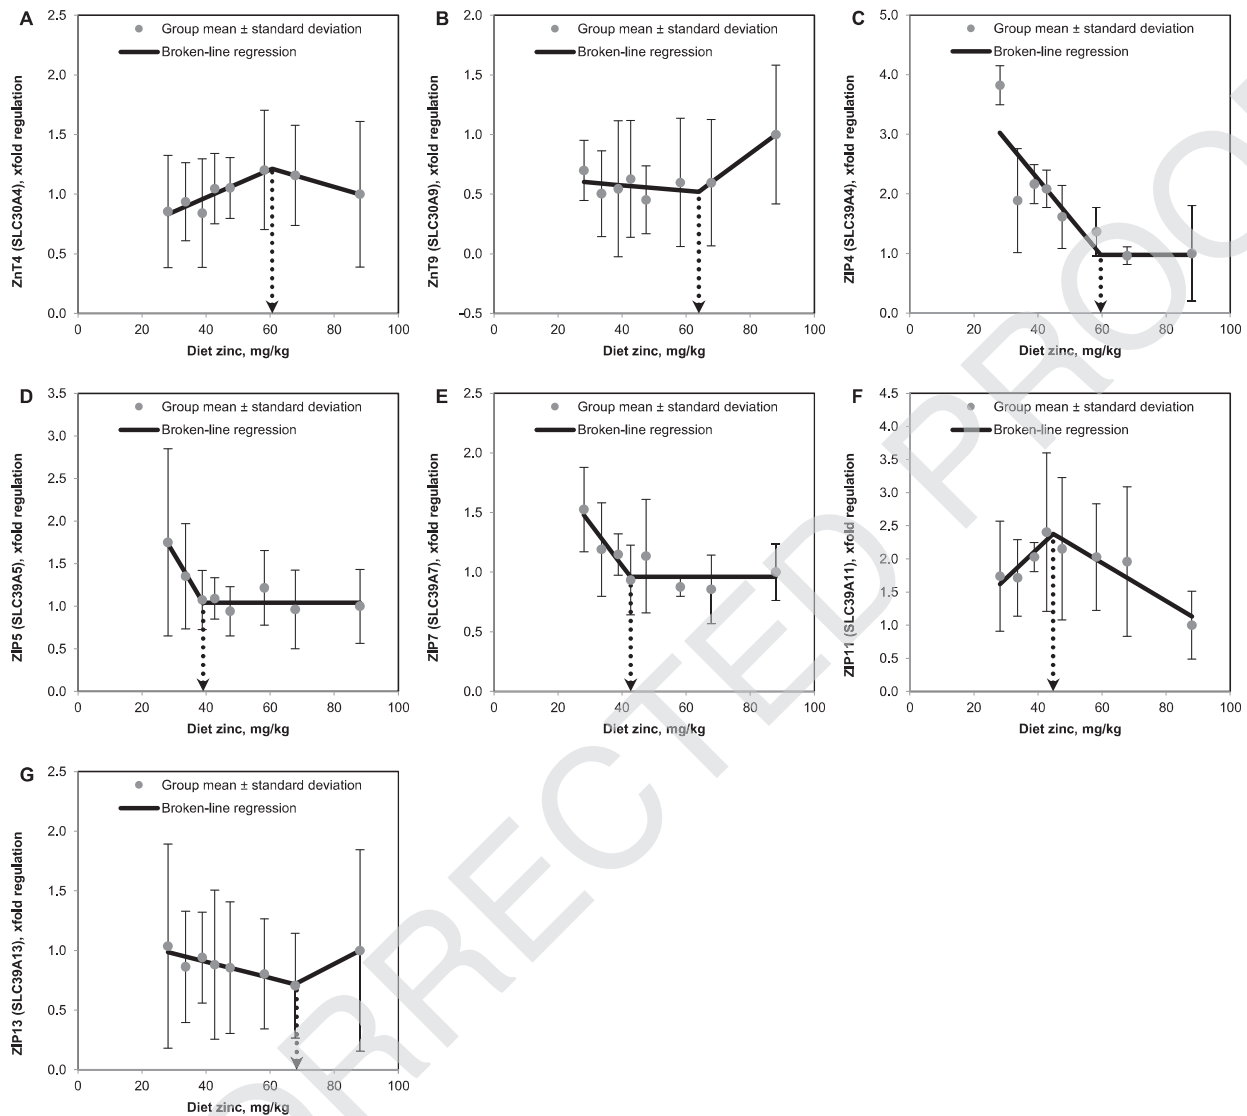 A
Group mean ± standard deviation
Broken-line regression
ZnT4 (SLC30A4), xfold regulation
2.5
2.0
1.5
1.0
0.5
0.0
0 20 40 60 80 100
Diet zinc, mg/kg
B
Group mean ± standard deviation
Broken-line regression
ZnT9 (SLC30A9), xfold regulation
2.0
1.5
1.0
0.5
0.0
−0.5
0 20 40 60 80 100
Diet zinc, mg/kg
C
Group mean ± standard deviation
Broken-line regression
ZIP4 (SLC39A4), xfold regulation
5.0
4.0
3.0
2.0
1.0
0.0
0 20 40 60 80 100
Diet zinc, mg/kg
D
Group mean ± standard deviation
Broken-line regression
ZIP5 (SLC39A5), xfold regulation
3.5
3.0
2.5
2.0
1.5
1.0
0.5
0.0
0 20 40 60 80 100
Diet zinc, mg/kg
E
Group mean ± standard deviation
Broken-line regression
ZIP7 (SLC39A7), xfold regulation
2.5
2.0
1.5
1.0
0.5
0.0
0 20 40 60 80 100
Diet zinc, mg/kg
F
Group mean ± standard deviation
Broken-line regression
ZIP11 (SLC39A11), xfold regulation
4.5
4.0
3.5
3.0
2.5
2.0
1.5
1.0
0.5
0.0
0 20 40 60 80 100
Diet zinc, mg/kg
G
Group mean ± standard deviation
Broken-line regression
ZIP13 (SLC39A13), xfold regulation
2.5
2.0
1.5
1.0
0.5
0.0
0 20 40 60 80 100
Diet zinc, mg/kg
ORRECTED PROO